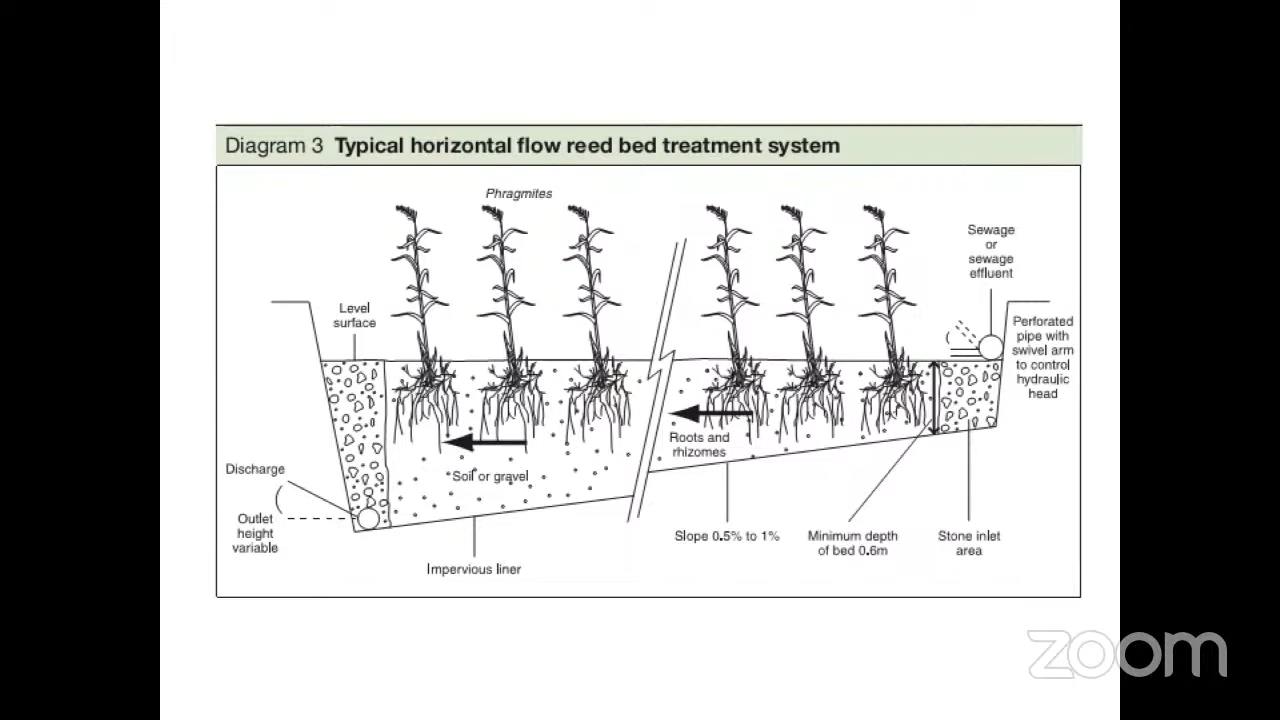 Diagram 3 Typical horizontal flow reed bed treatment system
Phragmites
Sewage
or
sewage
effluent
Level
surface
Perforated
pipe with
swivel arm
to control
hydraulic
head
Roots and
rhizomes
Discharge
Soil or gravel
Outlet
height
variable
Slope 0.5% to 1%
Minimum depth
of bed 0.6m
Stone inlet
area
Impervious liner
zoom